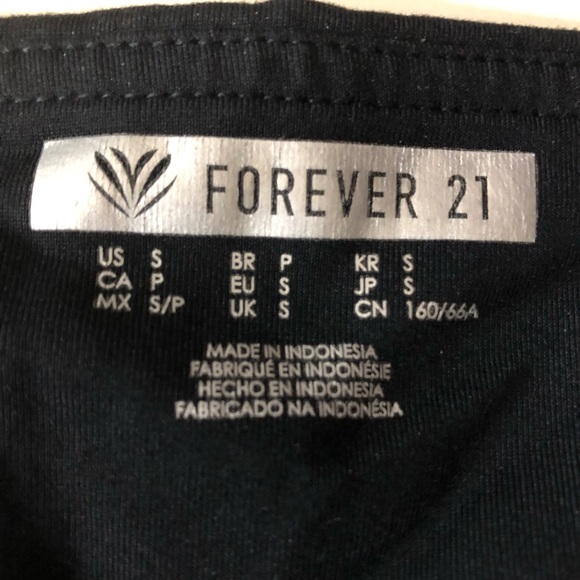 FOREVER 21
US S BR P KR S
CA P EU S JP S
MX S/P UK S CN 160/66A
MADE IN INDONESIA
FABRIQUÉ EN INDONÉSIE
HECHO EN INDONESIA
FABRICADO NA INDONÉSIA